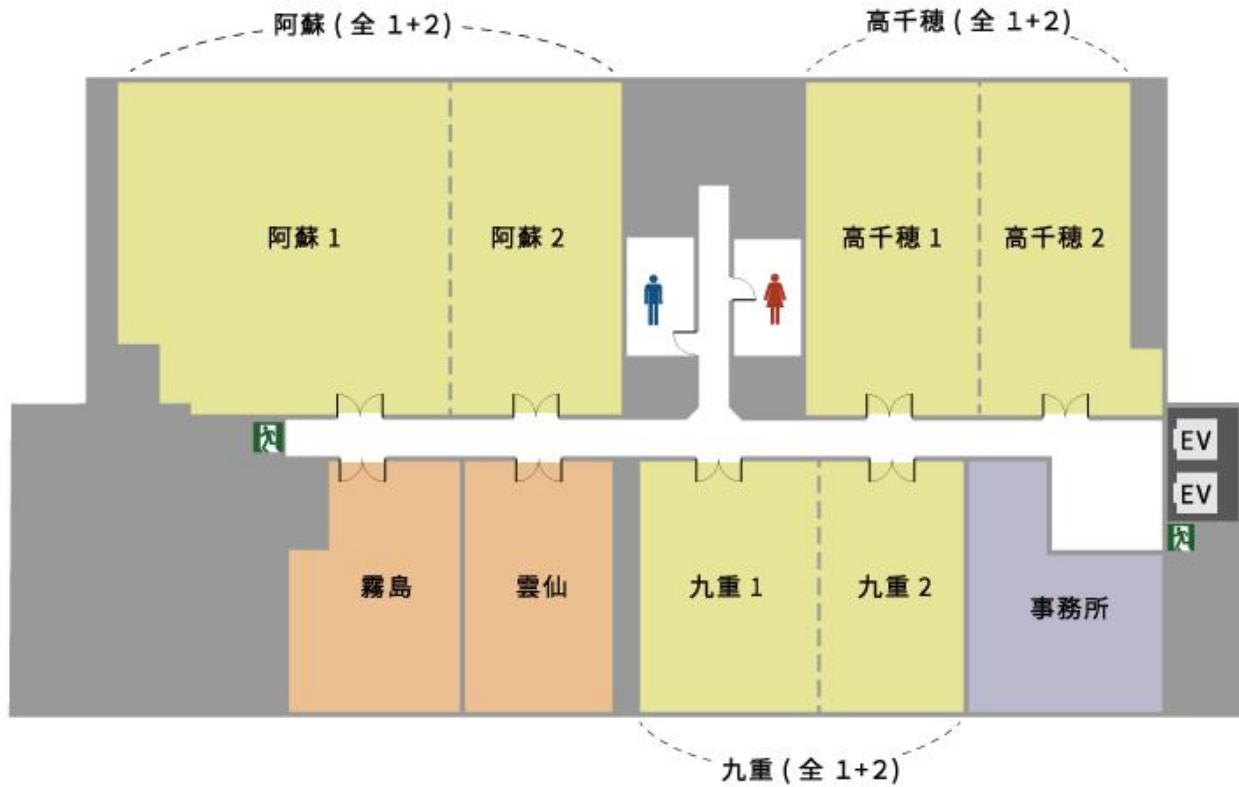 阿蘇 ( 全 1+2)
高千穂 ( 全 1+2)
阿蘇 1
阿蘇 2
高千穂 1
高千穂 2
EV
EV
霧島
雲仙
九重 1
九重 2
事務所
九重 ( 全 1+2)